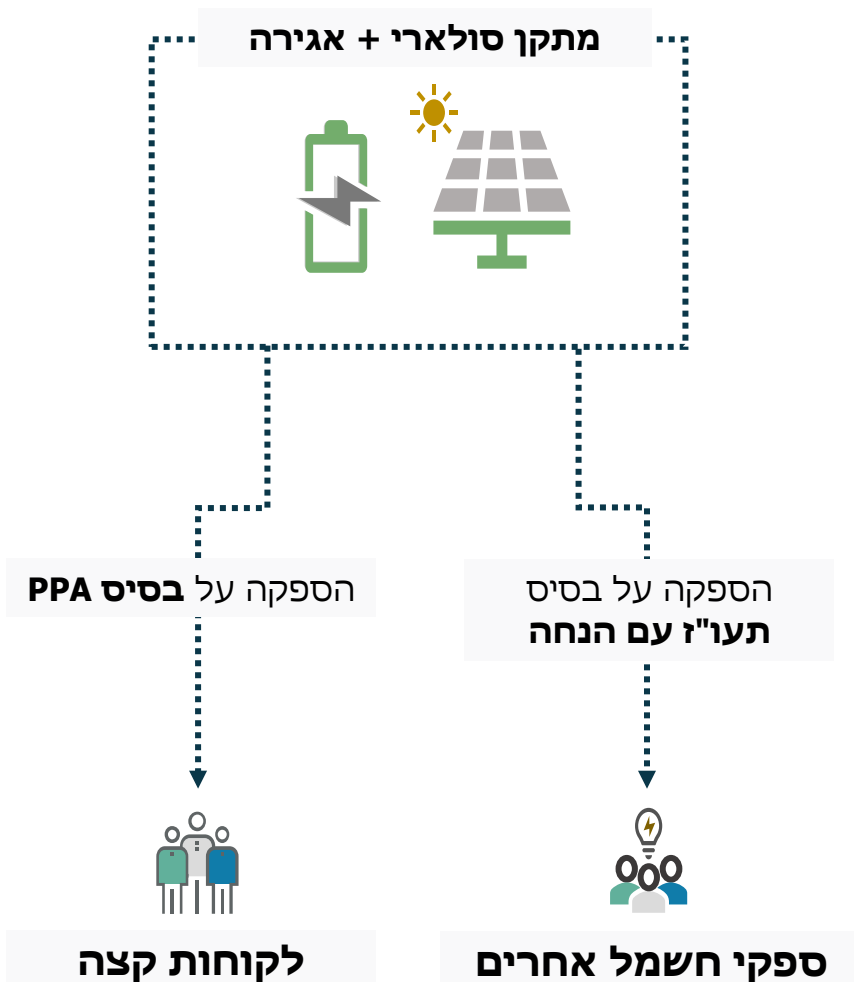 מתקן סולארי + אגירה
הספקה על בסיס
תעו"ז עם הנחה
הספקה על בסיס PPA
ספקי חשמל אחרים
לקוחות קצה